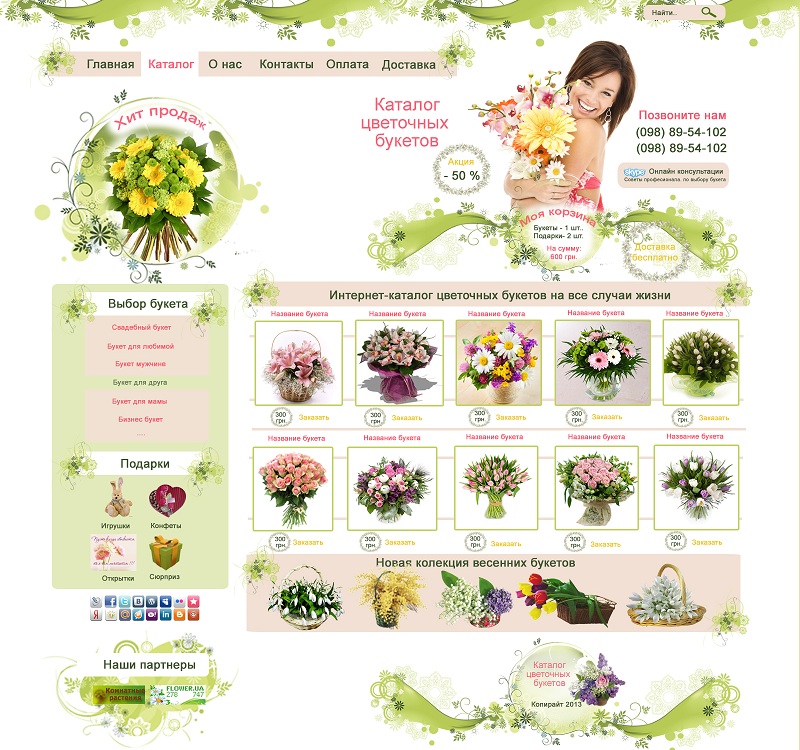 Найти..
Главная
Каталог
О нас
Контакты
Оплата
Доставка
Хит продаж
Каталог
цветочных
букетов
Акция
- 50 %
Позвоните нам
(098) 89-54-102
(098) 89-54-102
skype Онлайн консультации
Советы професионала, по выбору букета
Моя корзина
Букеты - 1 шт..
Подарки- 2 шт.
На сумму:
600 грн.
Доставка
бесплатно
Выбор букета
Свадебный букет
Букет для любимой
Букет мужчине
Букет для друга
Букет для мамы
Бизнес букет
....
Подарки
Игрушки
Конфеты
Открытки
Сюрприз
Наши партнеры
Комнатные
растения
FLOWER.UA
278 747
Интернет-каталог цветочных букетов на все случаи жизни
Название букета
Название букета
Название букета
Название букета
Название букета
300
грн.
Заказать
300
грн.
Заказать
300
грн.
Заказать
300
грн.
Заказать
300
грн.
Заказать
Название букета
Название букета
Название букета
Название букета
Название букета
300
грн.
Заказать
300
грн.
Заказать
300
грн.
Заказать
300
грн.
Заказать
300
грн.
Заказать
Новая колекция весенних букетов
Каталог
цветочных
букетов
Копирайт 2013